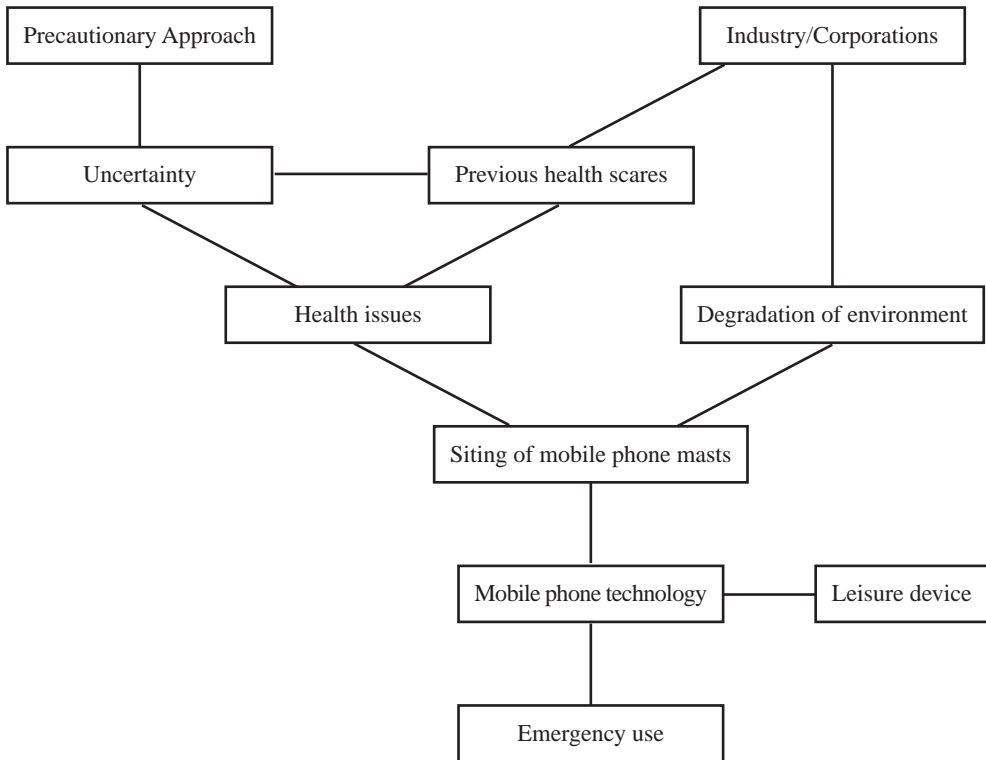 Precautionary Approach
Industry/Corporations
Uncertainty
Previous health scares
Health issues
Degradation of environment
Siting of mobile phone masts
Mobile phone technology
Leisure device
Emergency use